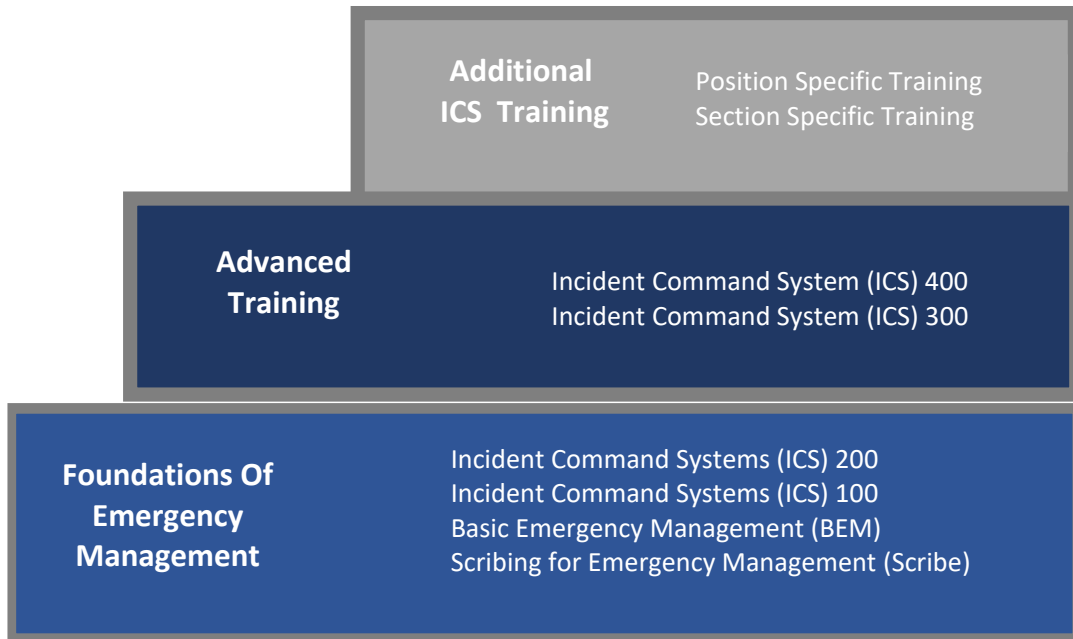 Additional
ICS Training
Position Specific Training
Section Specific Training
Advanced
Training
Incident Command System (ICS) 400
Incident Command System (ICS) 300
Foundations Of
Emergency
Management
Incident Command Systems (ICS) 200
Incident Command Systems (ICS) 100
Basic Emergency Management (BEM)
Scribing for Emergency Management (Scribe)